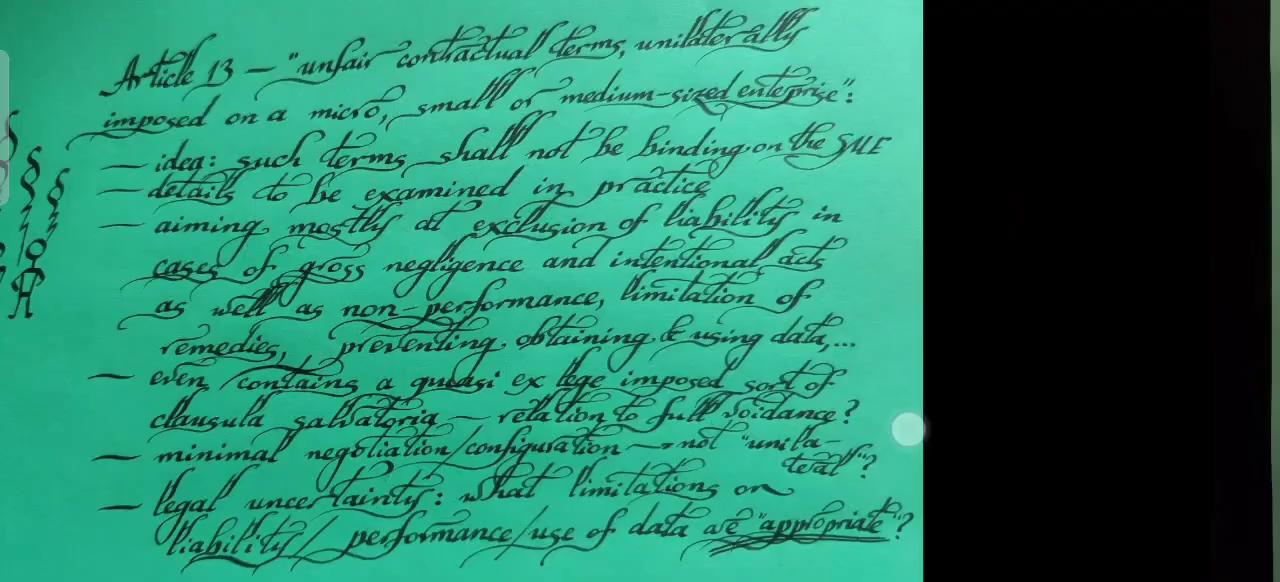 Article 13 — "unfair contractual terms, unilaterally
imposed on a micro, small or medium-sized enteprise":
— idea: such terms shall not be binding on the SME
— details to be examined in practice
— aiming mostly at exclusion of liability in
cases of gross negligence and intentional acts
as well as non-performance, limitation of
remedies, preventing obtaining & using data,...
— even contains a quasi ex lege imposed sort of
clausula salvatoria — relation to full voidance?
— minimal negotiation/configuration → not "unila-
teral"?
— legal uncertainty: what limitations on
liability/performance/use of data are "appropriate"?
§
§
§